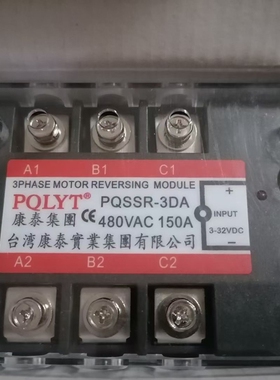 A1 B1 C1
3PHASE MOTOR REVERSING MODULE
PQLYT® PQSSR-3DA
康泰集團 CE 480VAC 150A
台湾康泰實業集團有限公司
+
INPUT
3-32VDC
-
A2 B2 C2